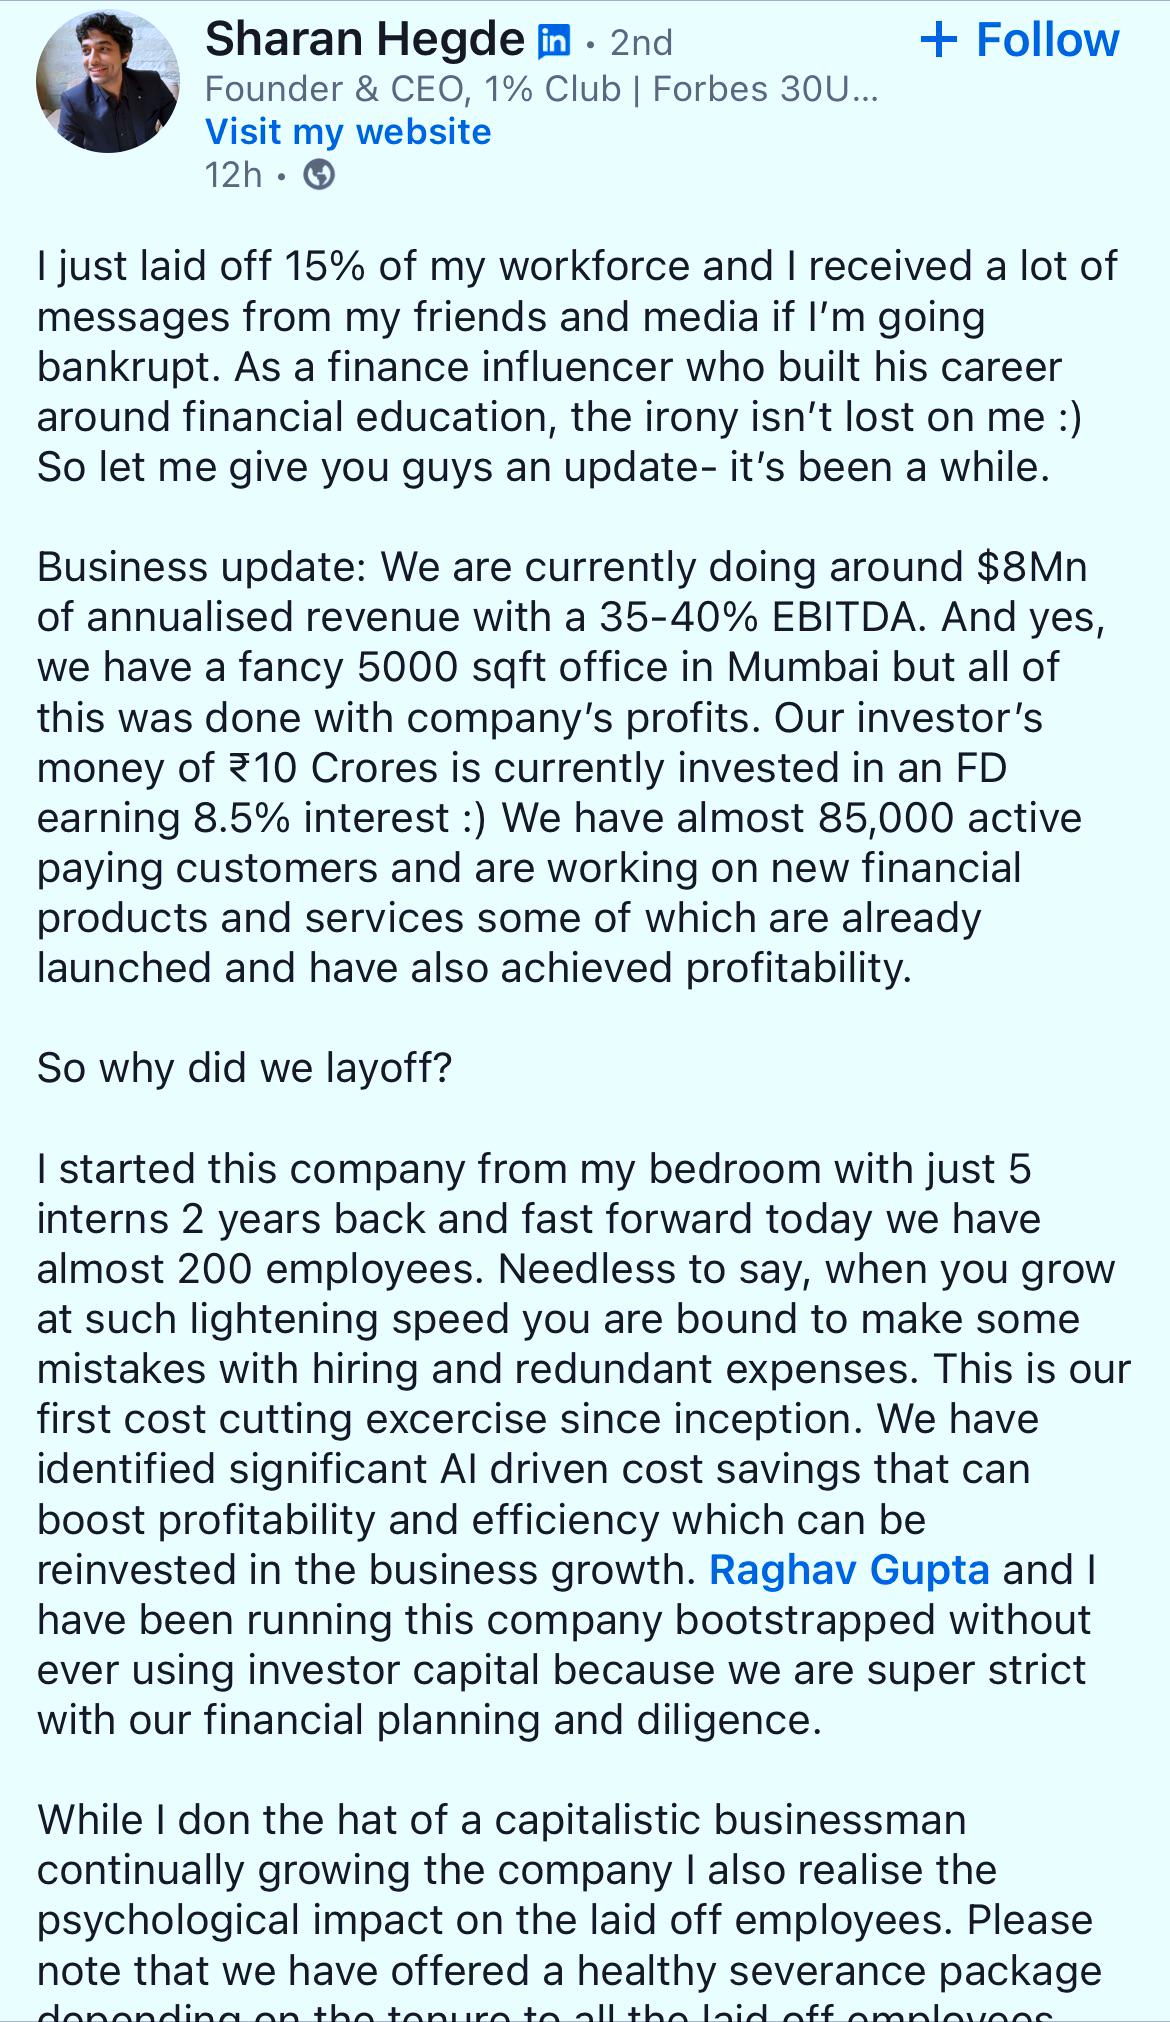 Sharan Hegde in · 2nd
+ Follow
Founder & CEO, 1% Club | Forbes 30U...
Visit my website
12h ·
I just laid off 15% of my workforce and I received a lot of
messages from my friends and media if I’m going
bankrupt. As a finance influencer who built his career
around financial education, the irony isn’t lost on me :)
So let me give you guys an update- it’s been a while.
Business update: We are currently doing around $8Mn
of annualised revenue with a 35-40% EBITDA. And yes,
we have a fancy 5000 sqft office in Mumbai but all of
this was done with company’s profits. Our investor’s
money of ₹10 Crores is currently invested in an FD
earning 8.5% interest :) We have almost 85,000 active
paying customers and are working on new financial
products and services some of which are already
launched and have also achieved profitability.
So why did we layoff?
I started this company from my bedroom with just 5
interns 2 years back and fast forward today we have
almost 200 employees. Needless to say, when you grow
at such lightening speed you are bound to make some
mistakes with hiring and redundant expenses. This is our
first cost cutting excercise since inception. We have
identified significant AI driven cost savings that can
boost profitability and efficiency which can be
reinvested in the business growth. Raghav Gupta and I
have been running this company bootstrapped without
ever using investor capital because we are super strict
with our financial planning and diligence.
While I don the hat of a capitalistic businessman
continually growing the company I also realise the
psychological impact on the laid off employees. Please
note that we have offered a healthy severance package
depending on the tenure to all the laid off employees